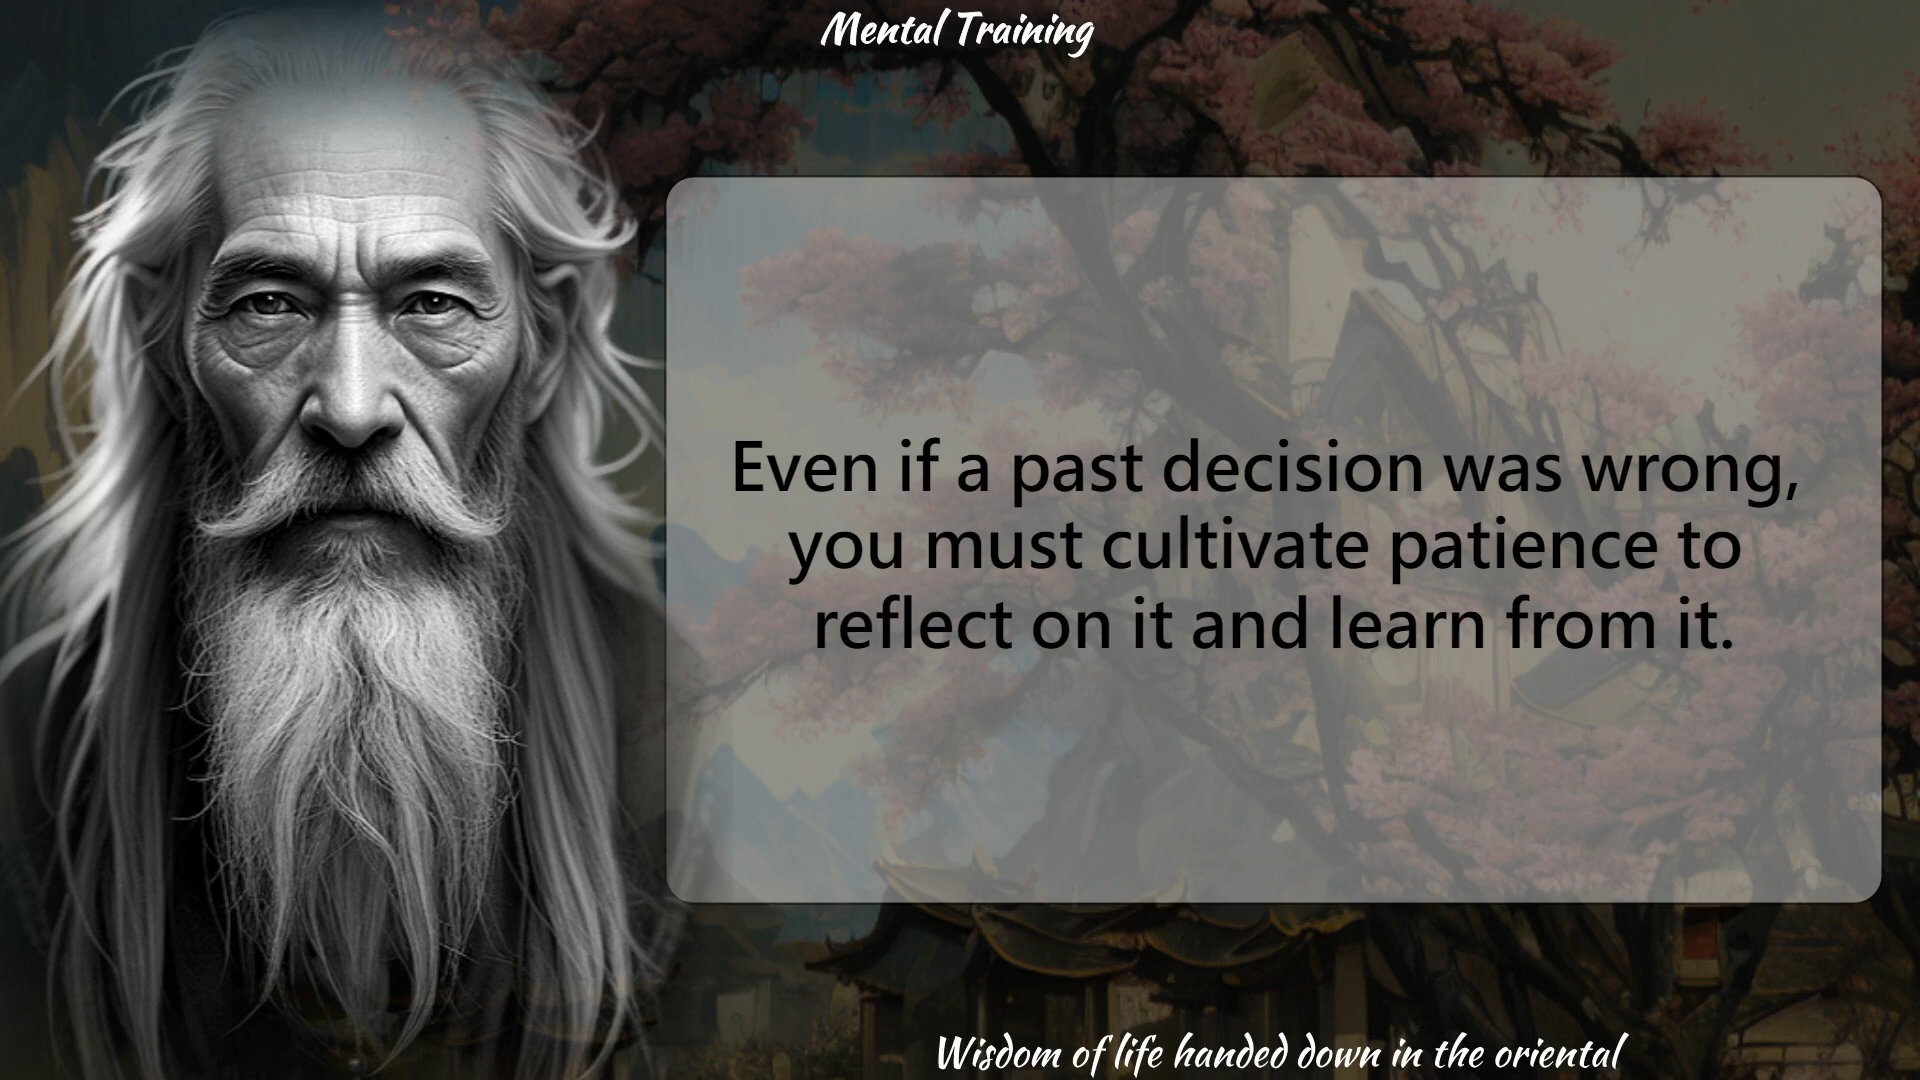 Mental Training
Even if a past decision was wrong,
you must cultivate patience to
reflect on it and learn from it.
Wisdom of life handed down in the oriental